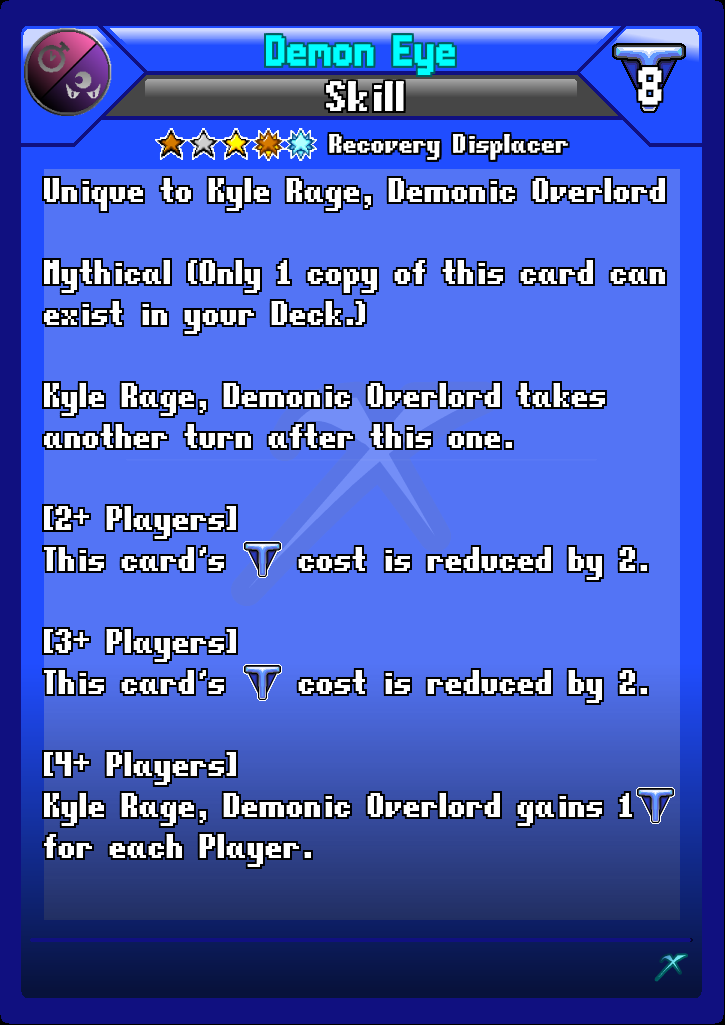 Demon Eye
Skill
8
Recovery Displacer
Unique to Kyle Rage, Demonic Overlord
Mythical (Only 1 copy of this card can
exist in your Deck.)
Kyle Rage, Demonic Overlord takes
another turn after this one.
[2+ Players]
This card's T cost is reduced by 2.
[3+ Players]
This card's T cost is reduced by 2.
[4+ Players]
Kyle Rage, Demonic Overlord gains 1T
for each Player.